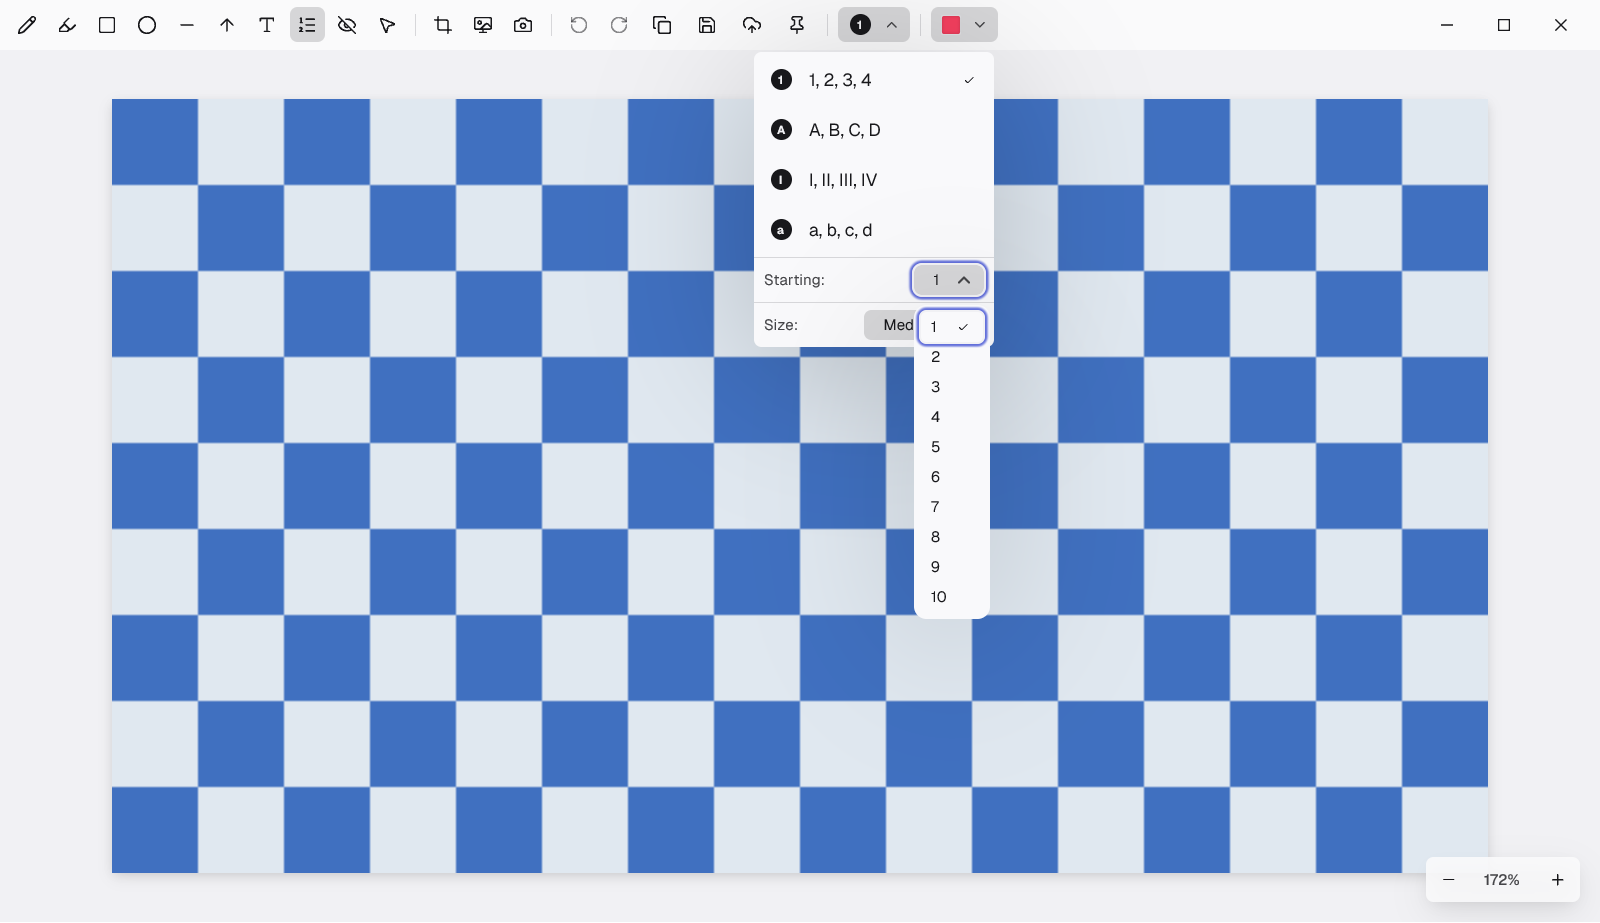 1
1 1, 2, 3, 4
A A, B, C, D
I I, II, III, IV
a a, b, c, d
Starting: 1
Size: Med
1
2
3
4
5
6
7
8
9
10
172%